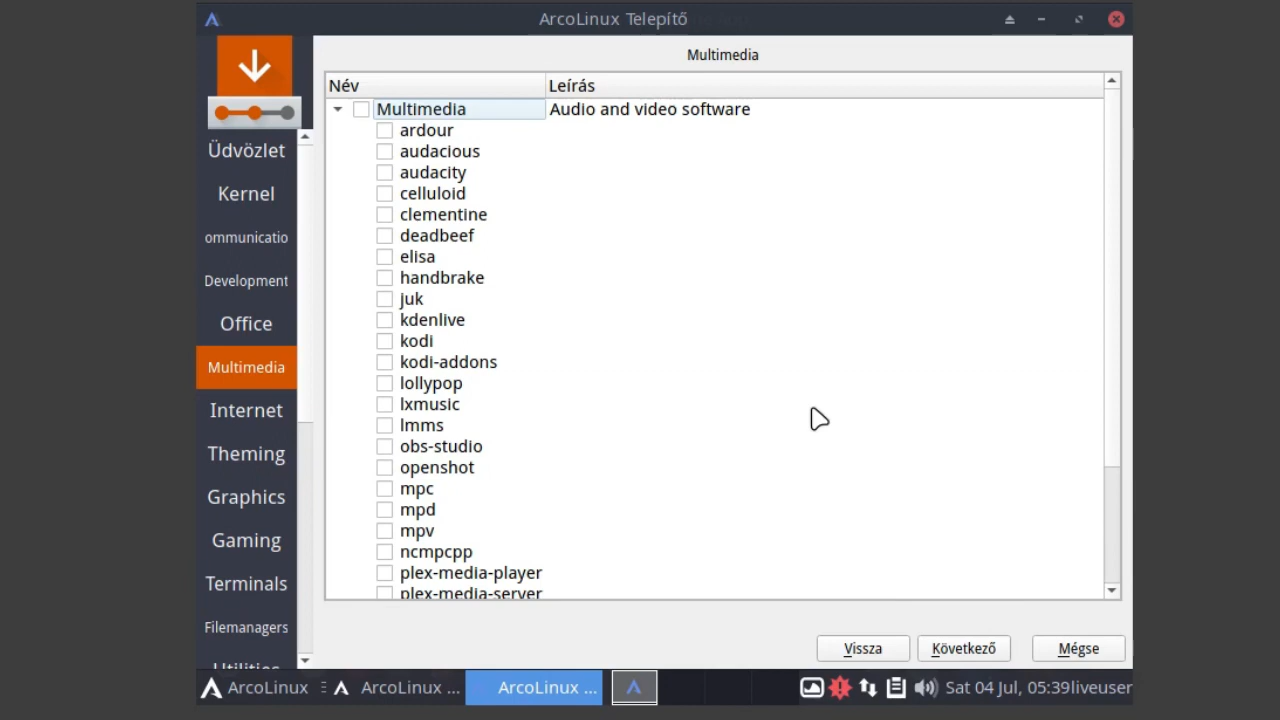 ArcoLinux Telepítő
Üdvözlet
Kernel
ommunicatio
Development
Office
Multimedia
Internet
Theming
Graphics
Gaming
Terminals
Filemanagers
Utilities
Multimedia
Név Leírás
Multimedia Audio and video software
ardour
audacious
audacity
celluloid
clementine
deadbeef
elisa
handbrake
juk
kdenlive
kodi
kodi-addons
lollypop
lxmusic
lmms
obs-studio
openshot
mpc
mpd
mpv
ncmpcpp
plex-media-player
plex-media-server
Vissza Következő Mégse
ArcoLinux ArcoLinux ... ArcoLinux ... Sat 04 Jul, 05:39liveuser